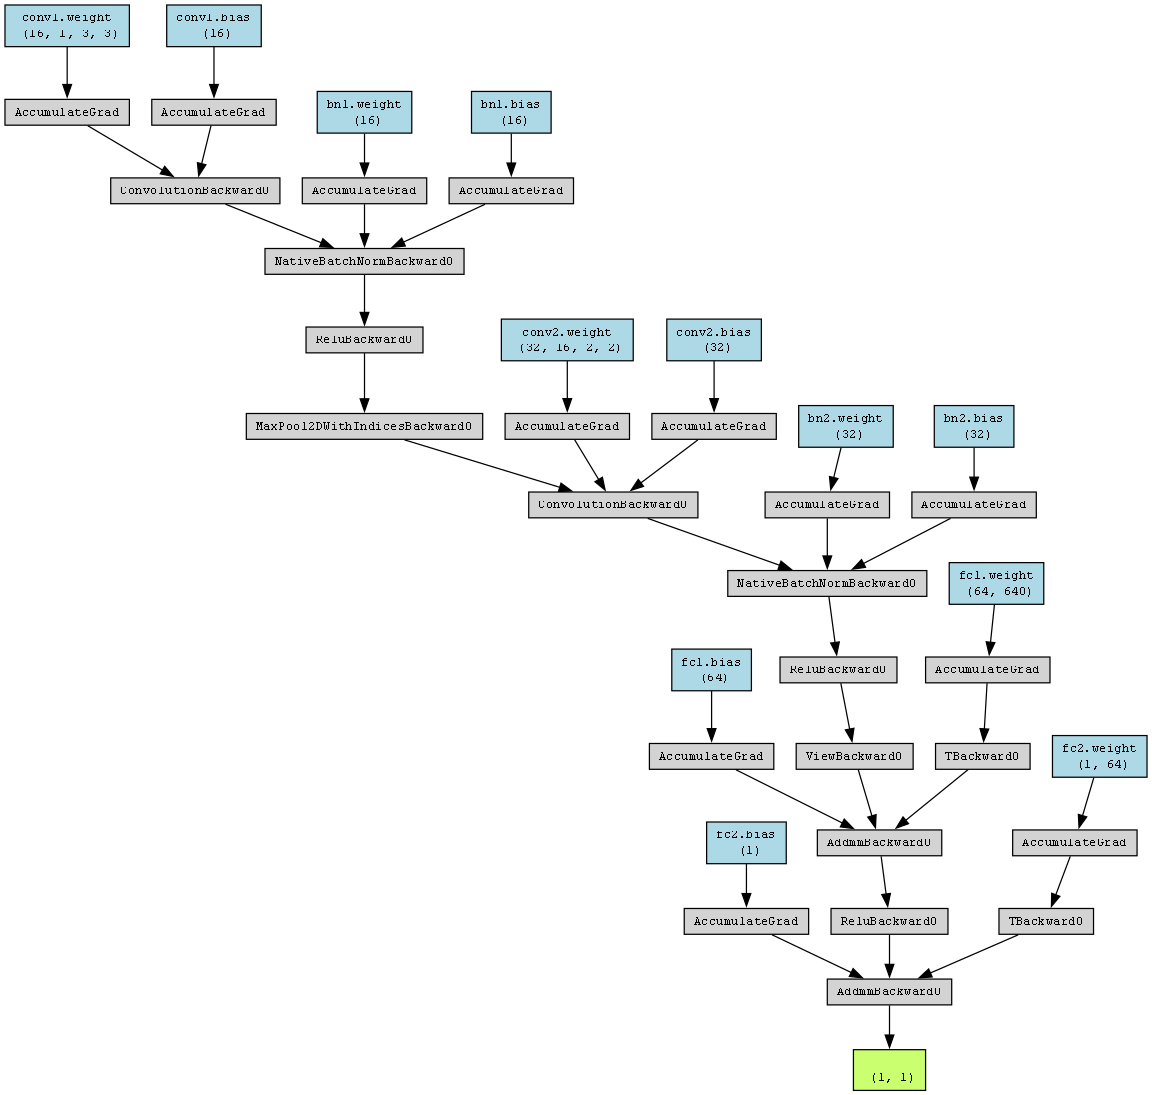 conv1.weight
(16, 1, 3, 3)
conv1.bias
(16)
AccumulateGrad
AccumulateGrad
bn1.weight
(16)
bn1.bias
(16)
ConvolutionBackward0
AccumulateGrad
AccumulateGrad
NativeBatchNormBackward0
ReluBackward0
conv2.weight
(32, 16, 2, 2)
conv2.bias
(32)
MaxPool2DWithIndicesBackward0
AccumulateGrad
AccumulateGrad
bn2.weight
(32)
bn2.bias
(32)
ConvolutionBackward0
AccumulateGrad
AccumulateGrad
NativeBatchNormBackward0
fc1.weight
(64, 640)
fc1.bias
(64)
ReluBackward0
AccumulateGrad
AccumulateGrad
ViewBackward0
TBackward0
fc2.weight
(1, 64)
fc2.bias
(1)
AddmmBackward0
AccumulateGrad
AccumulateGrad
ReluBackward0
TBackward0
AddmmBackward0
(1, 1)